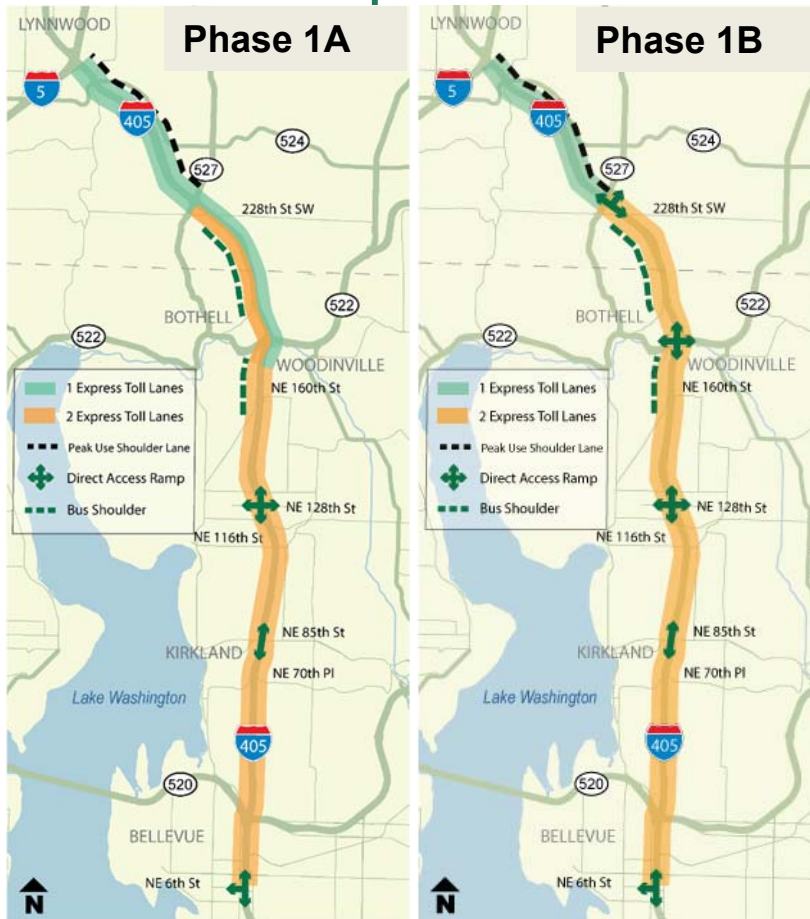 Phase 1A
LYNNWOOD
5
405
524
527
228th St SW
BOTHELL
522
522
WOODINVILLE
NE 160th St
1 Express Toll Lanes
2 Express Toll Lanes
Peak Use Shoulder Lane
Direct Access Ramp
Bus Shoulder
NE 128th St
NE 116th St
NE 85th St
KIRKLAND
NE 70th Pl
Lake Washington
405
520
BELLEVUE
NE 6th St
N
Phase 1B
LYNNWOOD
5
405
524
527
228th St SW
BOTHELL
522
522
WOODINVILLE
NE 160th St
1 Express Toll Lanes
2 Express Toll Lanes
Peak Use Shoulder Lane
Direct Access Ramp
Bus Shoulder
NE 128th St
NE 116th St
NE 85th St
KIRKLAND
NE 70th Pl
Lake Washington
405
520
BELLEVUE
NE 6th St
N